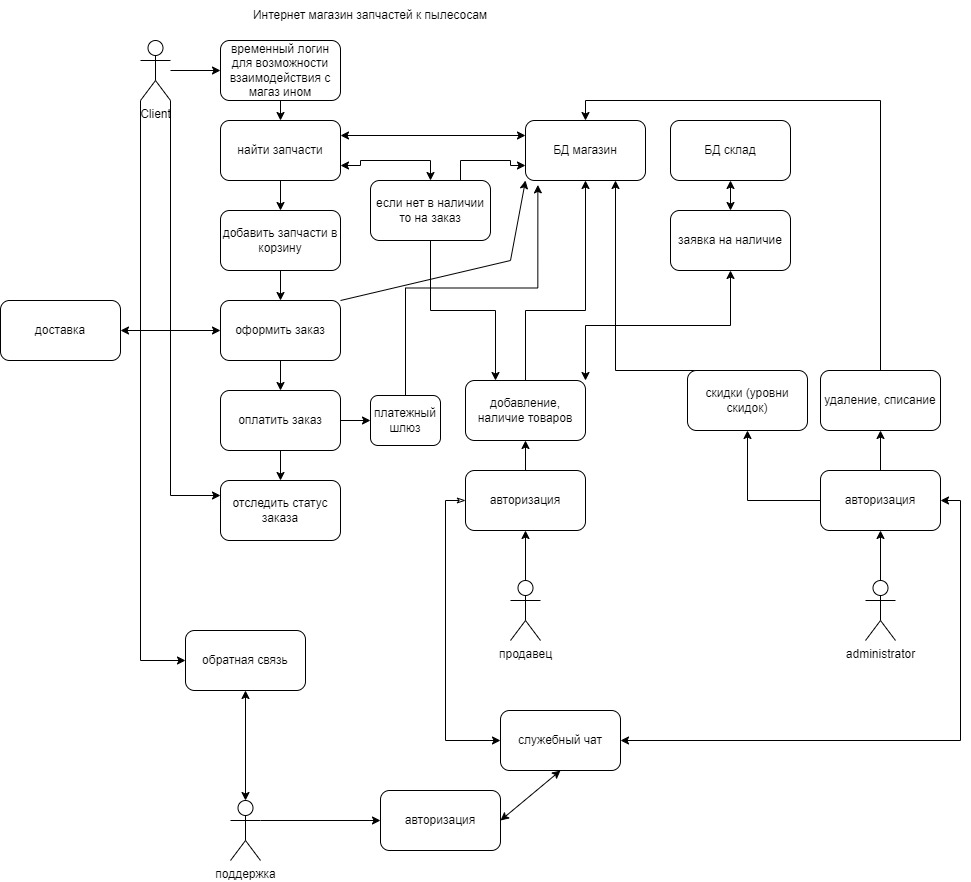 Интернет магазин запчастей к пылесосам
временный логин
для возможности
взаимодействия с
магаз ином
Client
найти запчасти
БД магазин
БД склад
если нет в наличии
то на заказ
добавить запчасти в
корзину
заявка на наличие
доставка
оформить заказ
оплатить заказ
платежный
шлюз
добавление,
наличие товаров
скидки (уровни
скидок)
удаление, списание
отследить статус
заказа
авторизация
авторизация
продавец
administrator
обратная связь
служебный чат
авторизация
поддержка